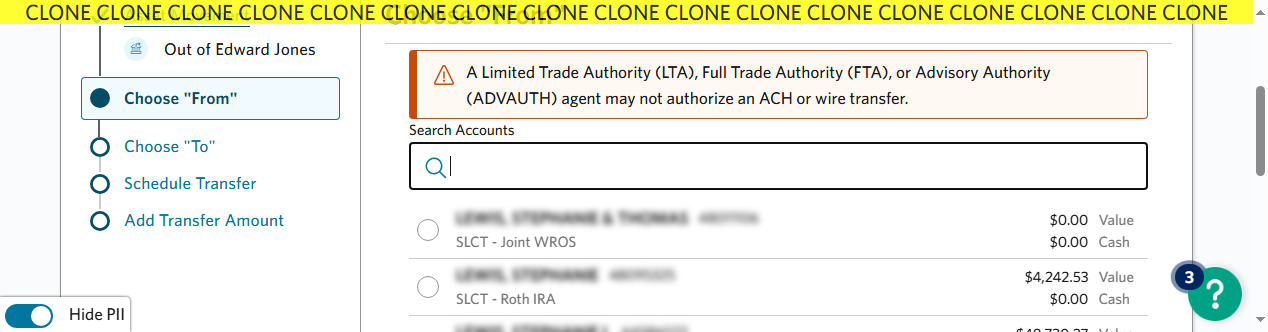 CLONE CLONE CLONE CLONE CLONE CLONE CLONE CLONE CLONE CLONE CLONE CLONE CLONE CLONE CLONE CLONE CLONE
Choose "From"
Out of Edward Jones
Choose "From"
Choose "To"
Schedule Transfer
Add Transfer Amount
Hide PII
A Limited Trade Authority (LTA), Full Trade Authority (FTA), or Advisory Authority
(ADVAUTH) agent may not authorize an ACH or wire transfer.
Search Accounts
$0.00 Value
SLCT - Joint WROS $0.00 Cash
$4,242.53 Value
SLCT - Roth IRA $0.00 Cash
3
?